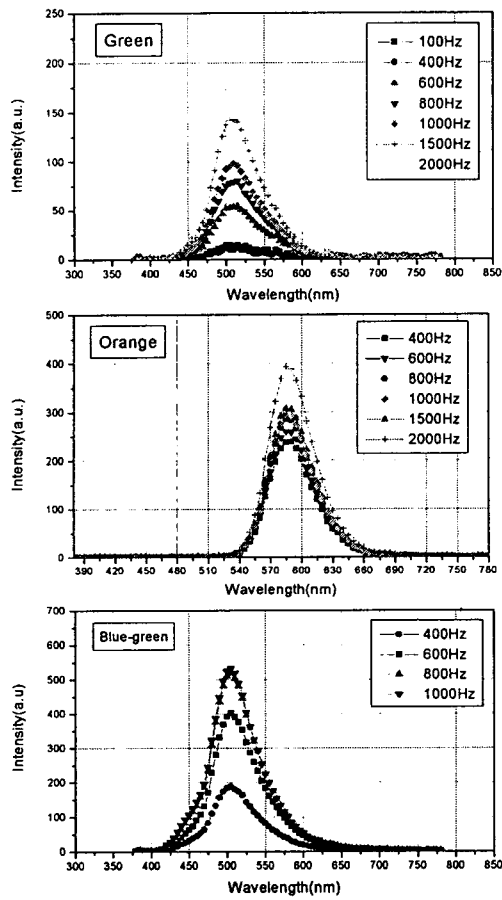 Green
Intensity(a.u.)
250
200
150
100
50
0
100Hz
400Hz
600Hz
800Hz
1000Hz
1500Hz
2000Hz
300 350 400 450 500 550 600 650 700 750 800 850
Wavelength(nm)
Orange
Intensity(a.u.)
500
400
300
200
100
0
400Hz
600Hz
800Hz
1000Hz
1500Hz
2000Hz
390 420 450 480 510 540 570 600 630 660 690 720 750 780
Wavelength(nm)
Blue-green
Intensity(a.u)
700
600
500
400
300
200
100
0
400Hz
600Hz
800Hz
1000Hz
300 350 400 450 500 550 600 650 700 750 800 850
Wavelength(nm)